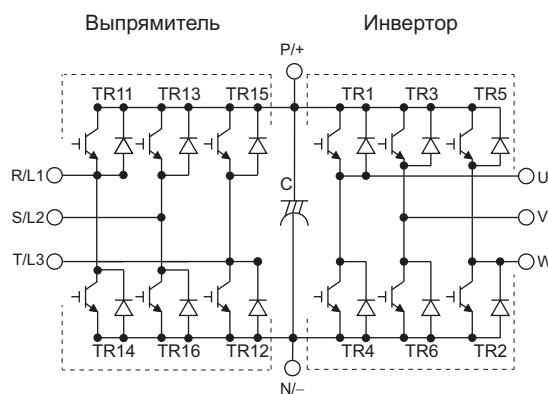 Выпрямитель Инвертор
P/+
TR11 TR13 TR15 TR1 TR3 TR5
R/L1 U
C
S/L2 V
T/L3 W
TR14 TR16 TR12 TR4 TR6 TR2
N/–